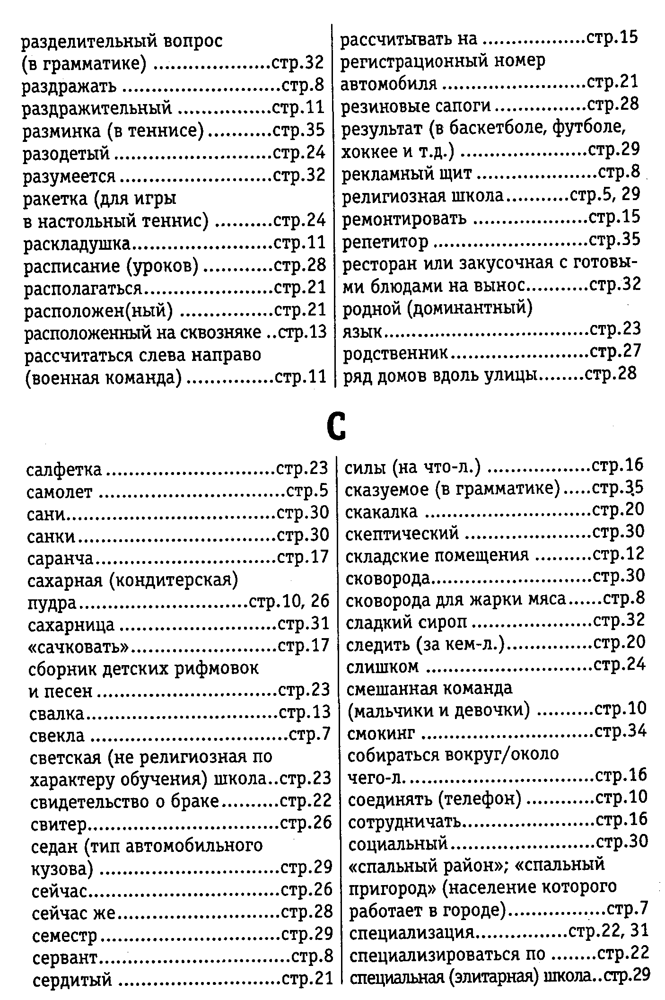 разделительный вопрос
(в грамматике) ....................стр.32
раздражать ...........................стр.8
раздражительный ................стр.11
разминка (в теннисе) ...........стр.35
разодетый ...........................стр.24
разумеется ..........................стр.32
ракетка (для игры
в настольный теннис) ..........стр.24
раскладушка........................стр.11
расписание (уроков) ............стр.28
располагаться......................стр.21
расположен(ный) ................стр.21
расположенный на сквозняке ..стр.13
рассчитаться слева направо
(военная команда) ...............стр.11
рассчитывать на ..................стр.15
регистрационный номер
автомобиля .........................стр.21
резиновые сапоги ................стр.28
результат (в баскетболе, футболе,
хоккее и т.д.) ......................стр.29
рекламный щит .....................стр.8
религиозная школа...........стр.5, 29
ремонтировать ....................стр.15
репетитор ...........................стр.35
ресторан или закусочная с готовы-
ми блюдами на вынос...........стр.32
родной (доминантный)
язык...................................стр.23
родственник........................стр.27
ряд домов вдоль улицы........стр.28
С
салфетка .............................стр.23
самолет ................................стр.5
сани....................................стр.30
санки ..................................стр.30
саранча...............................стр.17
сахарная (кондитерская)
пудра.............................стр.10, 26
сахарница ...........................стр.31
«сачковать».........................стр.17
сборник детских рифмовок
и песен ...............................стр.23
свалка.................................стр.13
свекла ..................................стр.7
светская (не религиозная по
характеру обучения) школа..стр.23
свидетельство о браке..........стр.22
свитер.................................стр.26
седан (тип автомобильного
кузова) ...............................стр.29
сейчас.................................стр.26
сейчас же............................стр.28
семестр ...............................стр.29
сервант.................................стр.8
сердитый ............................стр.21
силы (на что-л.) ..................стр.16
сказуемое (в грамматике) .....стр.35
скакалка .............................стр.20
скептический ......................стр.30
складские помещения ..........стр.12
сковорода............................стр.30
сковорода для жарки мяса......стр.8
сладкий сироп .....................стр.32
следить (за кем-л.)...............стр.20
слишком .............................стр.24
смешанная команда
(мальчики и девочки) ..........стр.10
смокинг ..............................стр.34
собираться вокруг/около
чего-л. ................................стр.16
соединять (телефон) ............стр.10
сотрудничать.......................стр.16
социальный.........................стр.30
«спальный район»; «спальный
пригород» (население которого
работает в городе).................стр.7
специализация................стр.22, 31
специализироваться по ........стр.22
специальная (элитарная) школа..стр.29